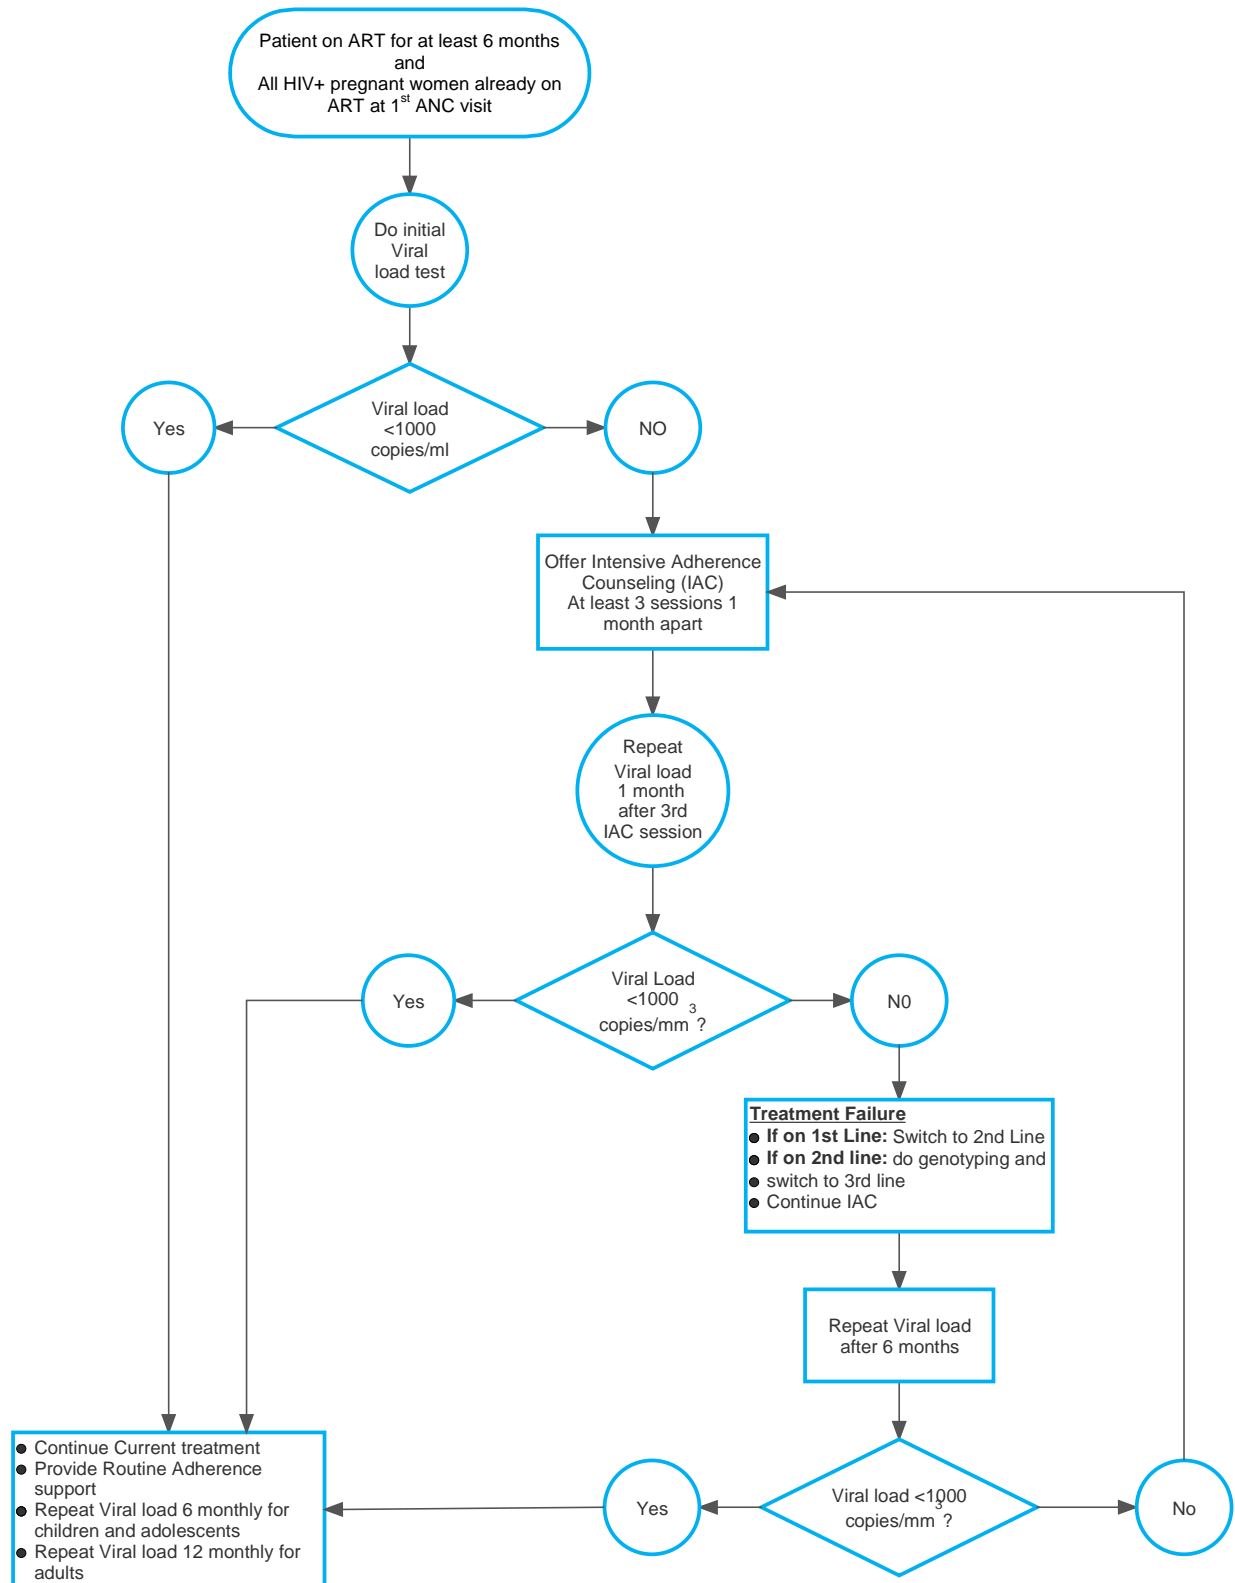 Patient on ART for at least 6 months
and
All HIV+ pregnant women already on
ART at 1st ANC visit
Do initial
Viral
load test
Viral load
<1000
copies/ml
Yes
NO
Offer Intensive Adherence
Counseling (IAC)
At least 3 sessions 1
month apart
Repeat
Viral load
1 month
after 3rd
IAC session
Viral Load
<1000
copies/mm3?
Yes
N0
Treatment Failure
● If on 1st Line: Switch to 2nd Line
● If on 2nd line: do genotyping and
● switch to 3rd line
● Continue IAC
Repeat Viral load
after 6 months
Viral load <1000
copies/mm3?
Yes
No
● Continue Current treatment
● Provide Routine Adherence
support
● Repeat Viral load 6 monthly for
children and adolescents
● Repeat Viral load 12 monthly for
adults